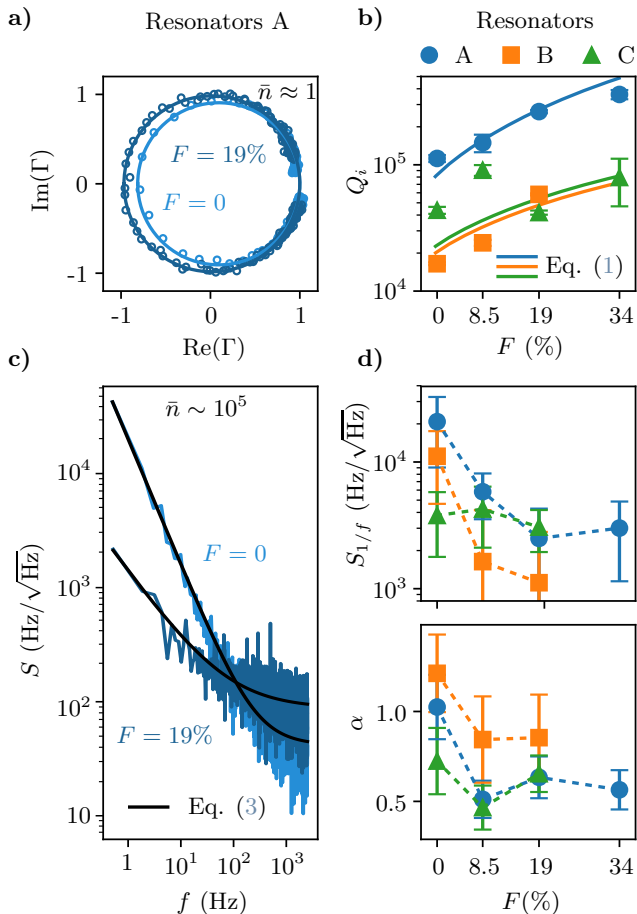 a) Resonators A
n̄ ≈ 1
Im(Γ)
1
0
-1
F = 19%
F = 0
-1 0 1
Re(Γ)
b) Resonators
A B C
Q_i
10^5
10^4
Eq. (1)
0 8.5 19 34
F (%)
c)
n̄ ∼ 10^5
S (Hz/√Hz)
10^4
10^3
10^2
10
F = 0
F = 19%
Eq. (3)
1 10^1 10^2 10^3
f (Hz)
d)
S_{1/f} (Hz/√Hz)
10^4
10^3
α
1.0
0.5
0 8.5 19 34
F(%)